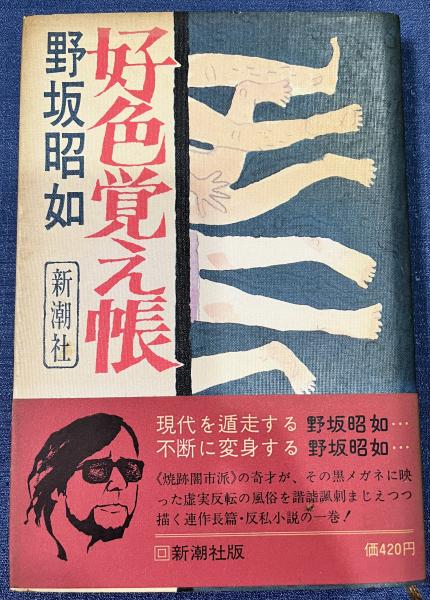 好色覚え帳
野坂昭如
新潮社
現代を遁走する 野坂昭如…
不断に変身する 野坂昭如…
《焼跡闇市派》の奇才が、その黒メガネに映
った虚実反転の風俗を諧謔諷刺まじえつつ
描く連作長篇・反私小説の一巻！
回新潮社版
価420円